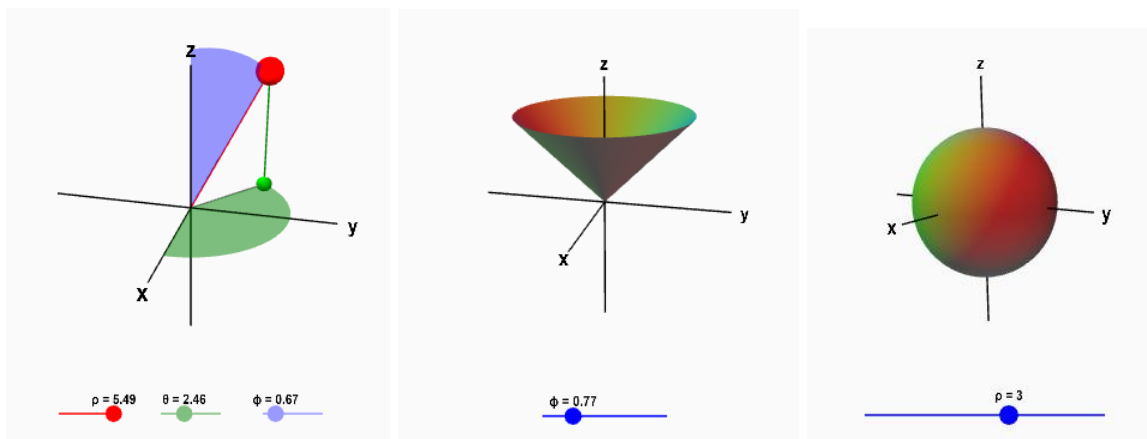 z
y
x
ρ = 5.49 θ = 2.46 ϕ = 0.67
z
y
x
ϕ = 0.77
z
x
y
ρ = 3